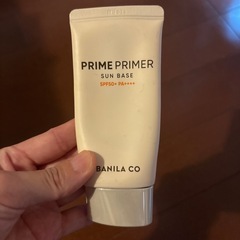 PRIME PRIMER
SUN BASE
SPF50+ PA++++
BANILA CO